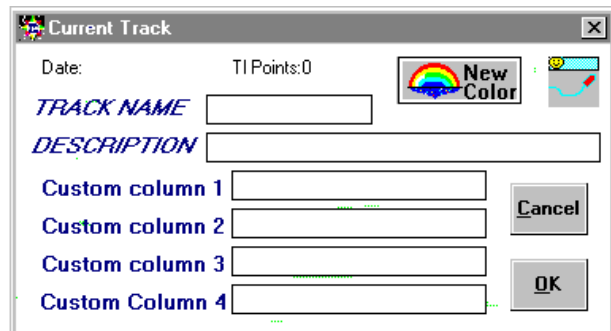 Current Track
Date: TI Points:0
New
Color
TRACK NAME
DESCRIPTION
Custom column 1
Custom column 2
Cancel
Custom column 3
OK
Custom Column 4